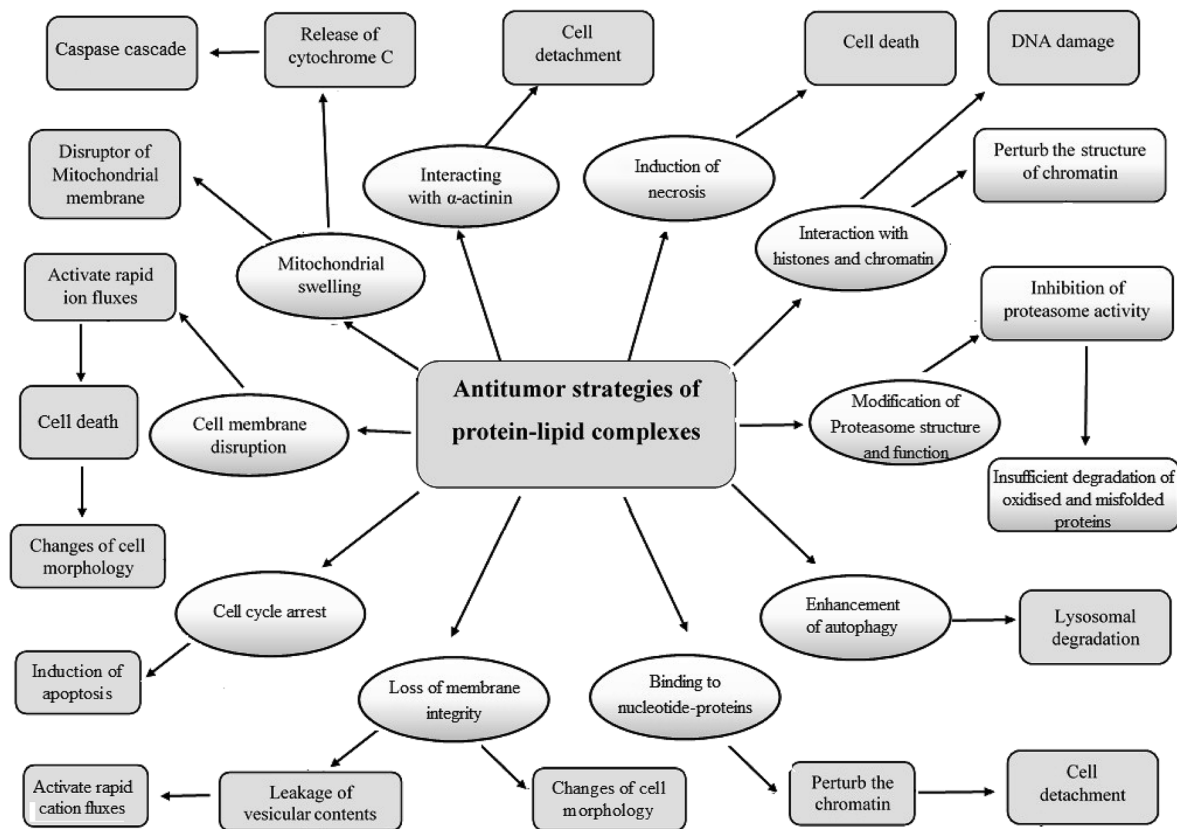 Caspase cascade
Release of
cytochrome C
Cell
detachment
Cell death
DNA damage
Disruptor of
Mitochondrial
membrane
Interacting
with α-actinin
Induction of
necrosis
Perturb the structure
of chromatin
Interaction with
histones and chromatin
Mitochondrial
swelling
Activate rapid
ion fluxes
Inhibition of
proteasome activity
Antitumor strategies of
protein-lipid complexes
Cell death
Cell membrane
disruption
Modification of
Proteasome structure
and function
Insufficient degradation of
oxidised and misfolded
proteins
Changes of cell
morphology
Cell cycle arrest
Enhancement
of autophagy
Lysosomal
degradation
Induction of
apoptosis
Loss of membrane
integrity
Binding to
nucleotide-proteins
Activate rapid
cation fluxes
Leakage of
vesicular contents
Changes of cell
morphology
Perturb the
chromatin
Cell
detachment